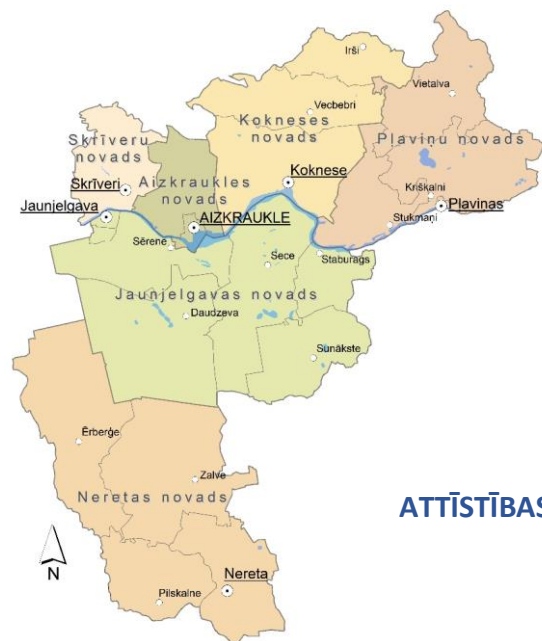 Irši
Vietalva
Vecbebri
Kokneses
novads
Pļaviņu novads
Skrīveru
novads
Koknese
Skrīveri
Aizkraukles
novads
Kriškalni
Pļaviņas
Jaunjelgava
AIZKRAUKLE
Stukmaņi
Sērene
Sece
Staburags
Jaunjelgavas novads
Daudzeva
Sunākste
Ērberģe
Zalve
Neretas novads
ATTĪSTĪBAS
N
Nereta
Pilskalne